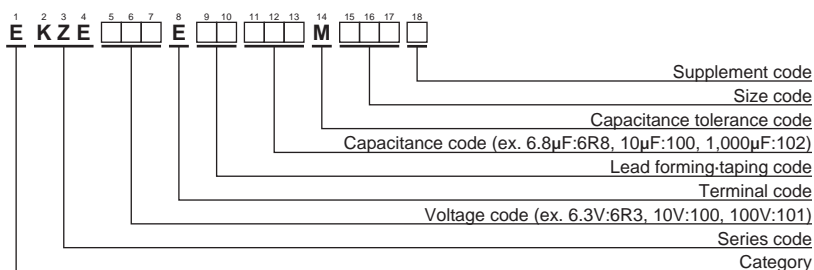 1 2 3 4 5 6 7 8 9 10 11 12 13 14 15 16 17 18
E K Z E E M
Supplement code
Size code
Capacitance tolerance code
Capacitance code (ex. 6.8µF:6R8, 10µF:100, 1,000µF:102)
Lead forming·taping code
Terminal code
Voltage code (ex. 6.3V:6R3, 10V:100, 100V:101)
Series code
Category